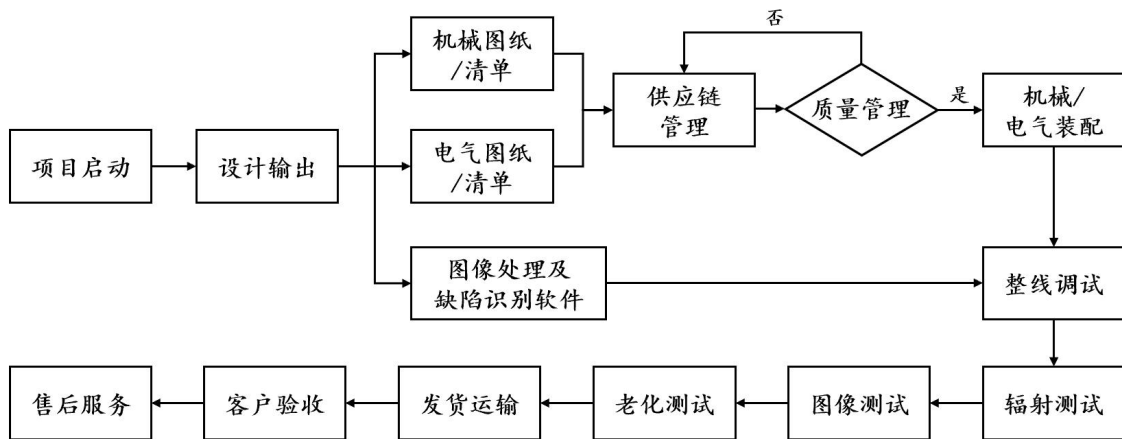 否
机械图纸
/清单
供应链
管理
质量管理
是
机械/
电气装配
项目启动
设计输出
电气图纸
/清单
图像处理及
缺陷识别软件
整线调试
售后服务
客户验收
发货运输
老化测试
图像测试
辐射测试